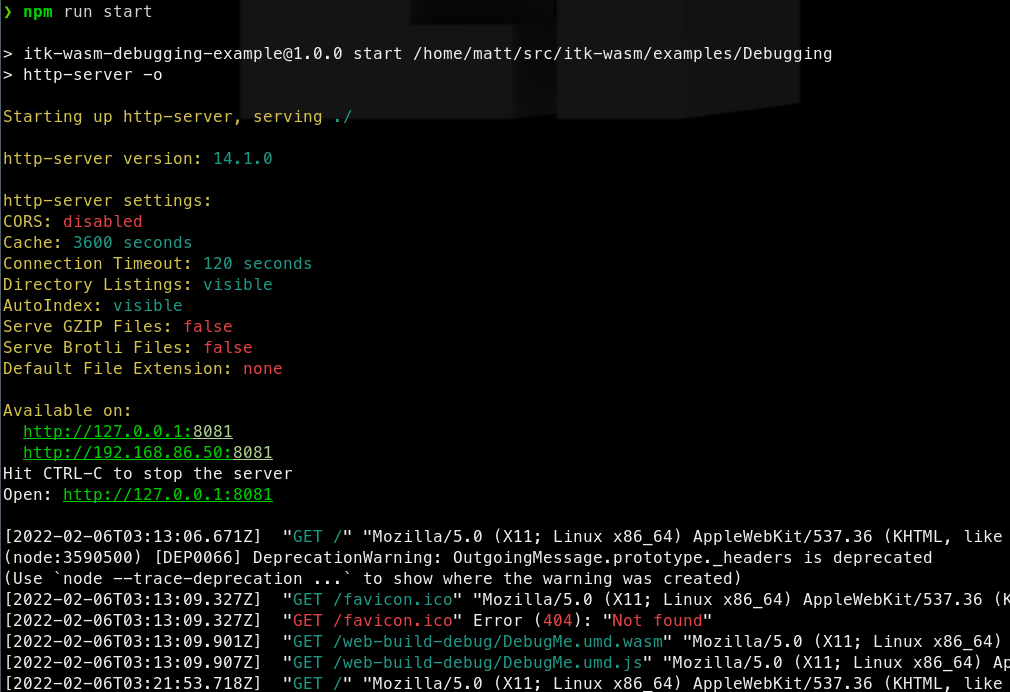 ❯ npm run start
> itk-wasm-debugging-example@1.0.0 start /home/matt/src/itk-wasm/examples/Debugging
> http-server -o
Starting up http-server, serving ./
http-server version: 14.1.0
http-server settings:
CORS: disabled
Cache: 3600 seconds
Connection Timeout: 120 seconds
Directory Listings: visible
AutoIndex: visible
Serve GZIP Files: false
Serve Brotli Files: false
Default File Extension: none
Available on:
http://127.0.0.1:8081
http://192.168.86.50:8081
Hit CTRL-C to stop the server
Open: http://127.0.0.1:8081
[2022-02-06T03:13:06.671Z]  "GET /" "Mozilla/5.0 (X11; Linux x86_64) AppleWebKit/537.36 (KHTML, like
(node:3590500) [DEP0066] DeprecationWarning: OutgoingMessage.prototype._headers is deprecated
(Use `node --trace-deprecation ...` to show where the warning was created)
[2022-02-06T03:13:09.327Z]  "GET /favicon.ico" "Mozilla/5.0 (X11; Linux x86_64) AppleWebKit/537.36 (K
[2022-02-06T03:13:09.327Z]  "GET /favicon.ico" Error (404): "Not found"
[2022-02-06T03:13:09.901Z]  "GET /web-build-debug/DebugMe.umd.wasm" "Mozilla/5.0 (X11; Linux x86_64)
[2022-02-06T03:13:09.907Z]  "GET /web-build-debug/DebugMe.umd.js" "Mozilla/5.0 (X11; Linux x86_64) Ap
[2022-02-06T03:21:53.718Z]  "GET /" "Mozilla/5.0 (X11; Linux x86_64) AppleWebKit/537.36 (KHTML, like